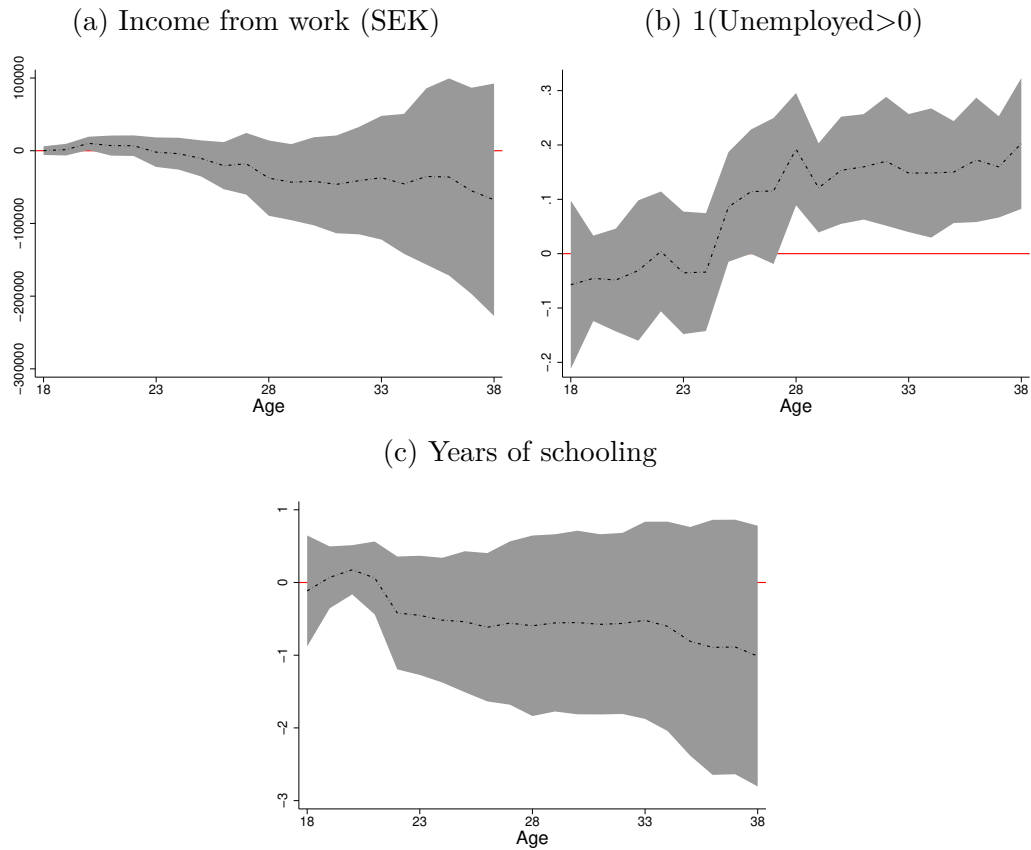 (a) Income from work (SEK)
100000
0
-100000
-200000
-300000
18 23 28 33 38
Age
(b) 1(Unemployed>0)
.3
.2
.1
0
-.1
-.2
18 23 28 33 38
Age
(c) Years of schooling
1
0
-1
-2
-3
18 23 28 33 38
Age